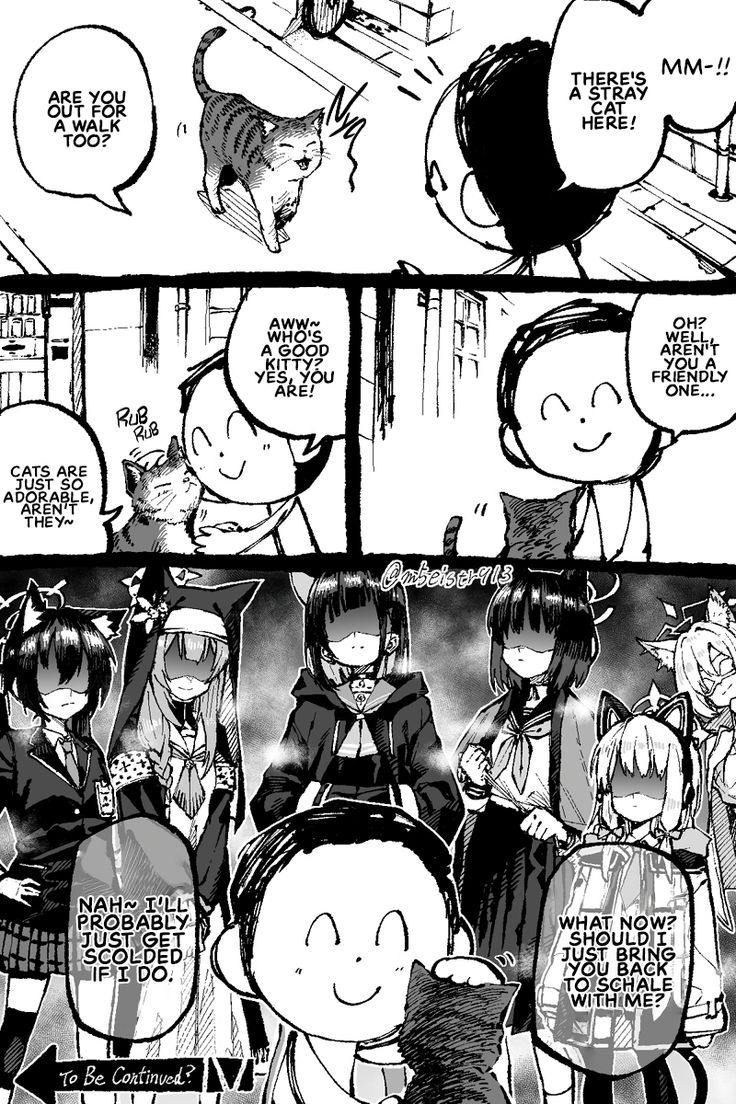 MM-!!
THERE'S
A STRAY
CAT
HERE!
ARE YOU
OUT FOR
A WALK
TOO?
OH?
WELL,
AREN'T
YOU A
FRIENDLY
ONE...
AWW~
WHO'S
A GOOD
KITTY?
YES, YOU
ARE!
RUB
RUB
CATS ARE
JUST SO
ADORABLE,
AREN'T
THEY~
@mbeistr913
WHAT NOW?
SHOULD I
JUST BRING
YOU BACK
TO SCHALE
WITH ME?
NAH~ I'LL
PROBABLY
JUST GET
SCOLDED
IF I DO.
TO BE CONTINUED?